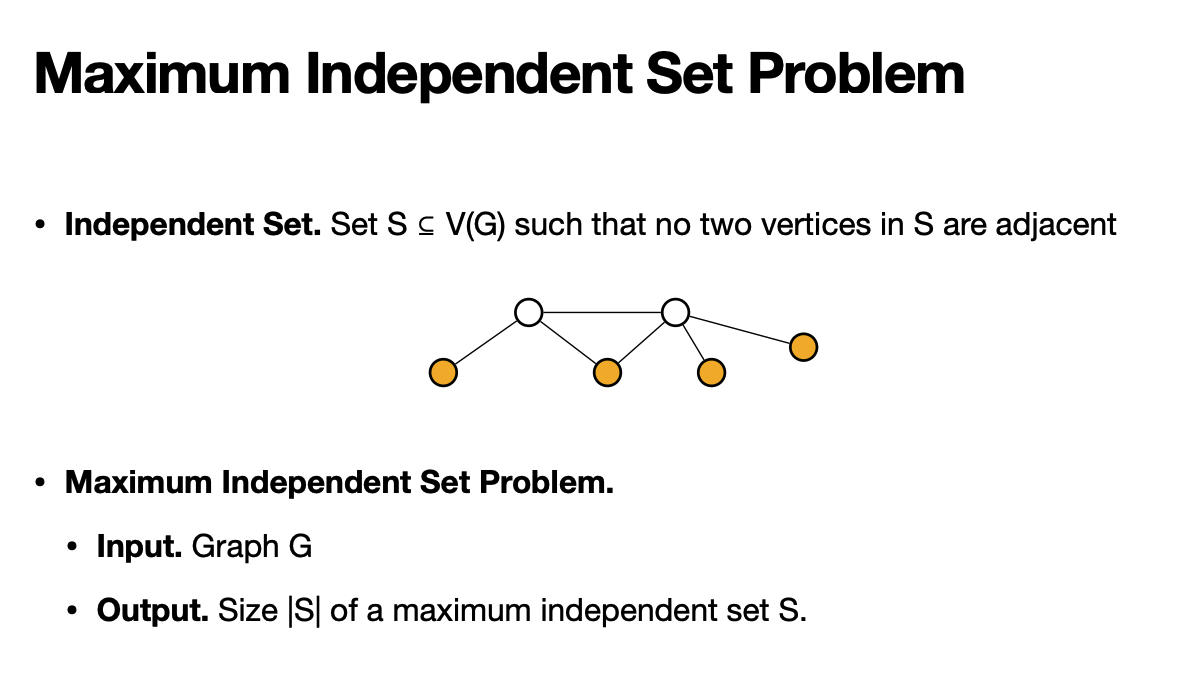 Maximum Independent Set Problem
• Independent Set. Set S ⊆ V(G) such that no two vertices in S are adjacent
• Maximum Independent Set Problem.
• Input. Graph G
• Output. Size |S| of a maximum independent set S.